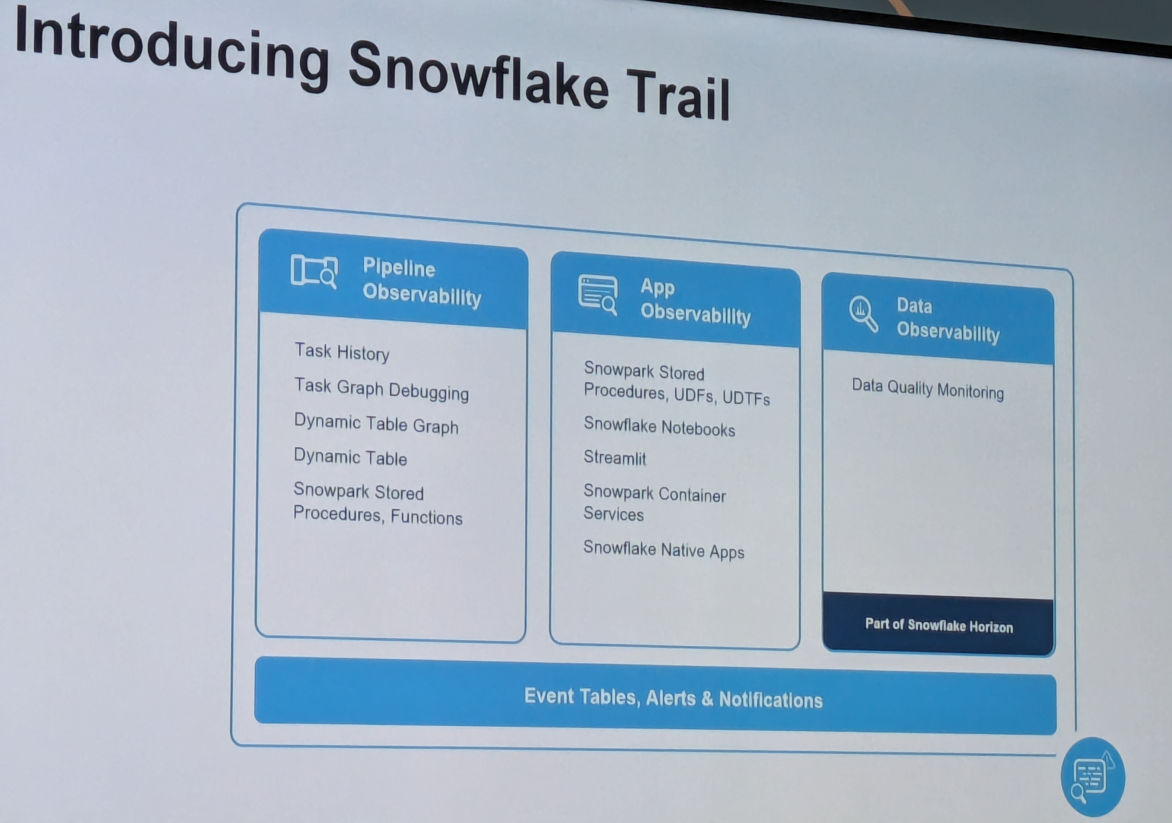 Introducing Snowflake Trail
Pipeline
Observability
Task History
Task Graph Debugging
Dynamic Table Graph
Dynamic Table
Snowpark Stored
Procedures, Functions
App
Observability
Snowpark Stored
Procedures, UDFs, UDTFs
Snowflake Notebooks
Streamlit
Snowpark Container
Services
Snowflake Native Apps
Data
Observability
Data Quality Monitoring
Part of Snowflake Horizon
Event Tables, Alerts & Notifications